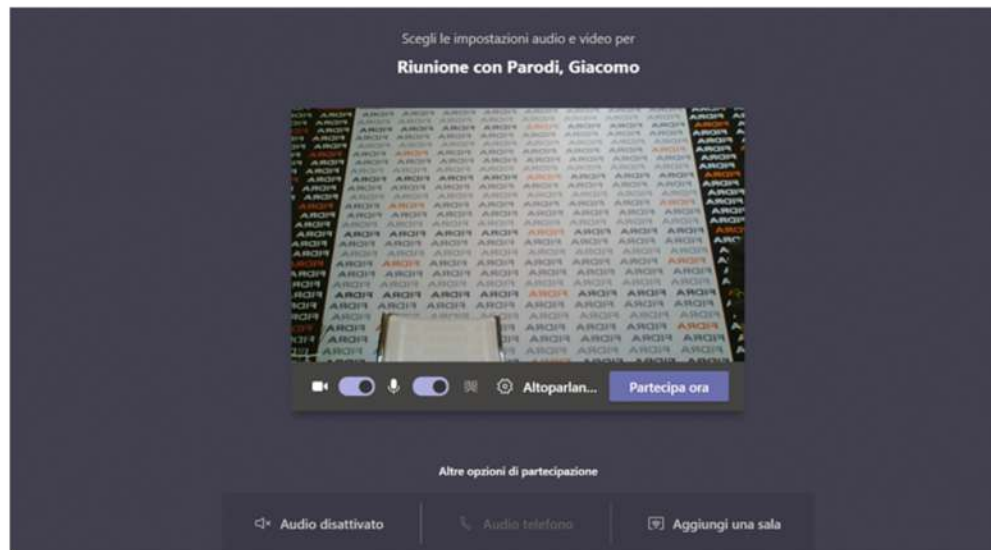 Scegli le impostazioni audio e video per
Riunione con Parodi, Giacomo
Altoparlan...
Partecipa ora
Altre opzioni di partecipazione
Audio disattivato
Audio telefono
Aggiungi una sala